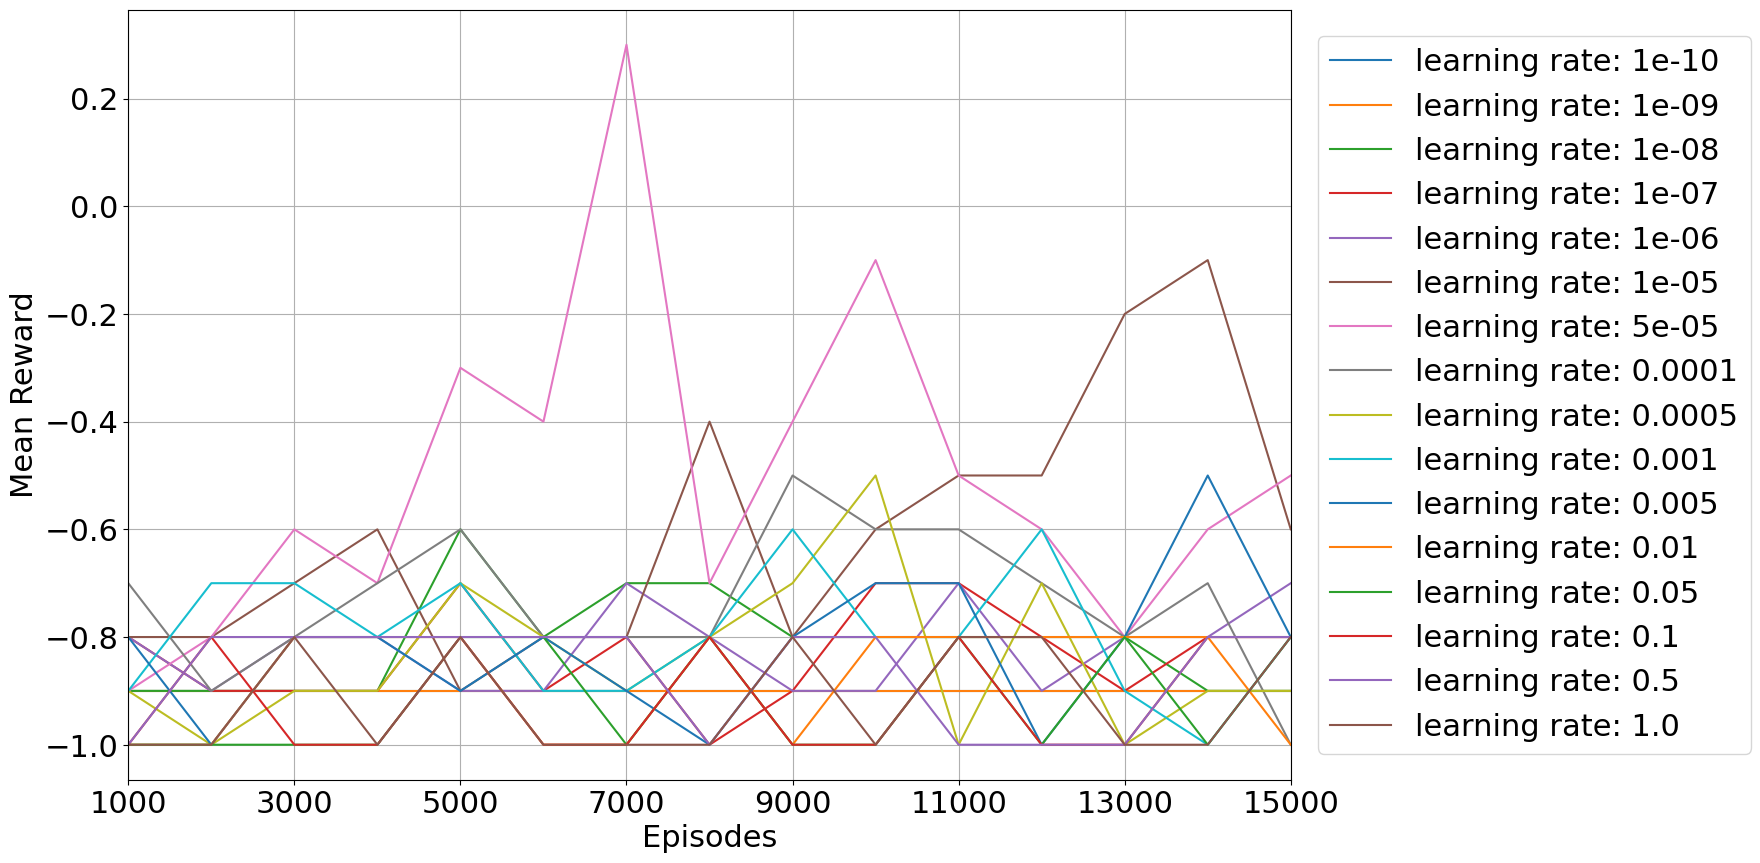 0.2
0.0
−0.2
−0.4
−0.6
−0.8
−1.0
Mean Reward
1000 3000 5000 7000 9000 11000 13000 15000
Episodes
learning rate: 1e-10
learning rate: 1e-09
learning rate: 1e-08
learning rate: 1e-07
learning rate: 1e-06
learning rate: 1e-05
learning rate: 5e-05
learning rate: 0.0001
learning rate: 0.0005
learning rate: 0.001
learning rate: 0.005
learning rate: 0.01
learning rate: 0.05
learning rate: 0.1
learning rate: 0.5
learning rate: 1.0